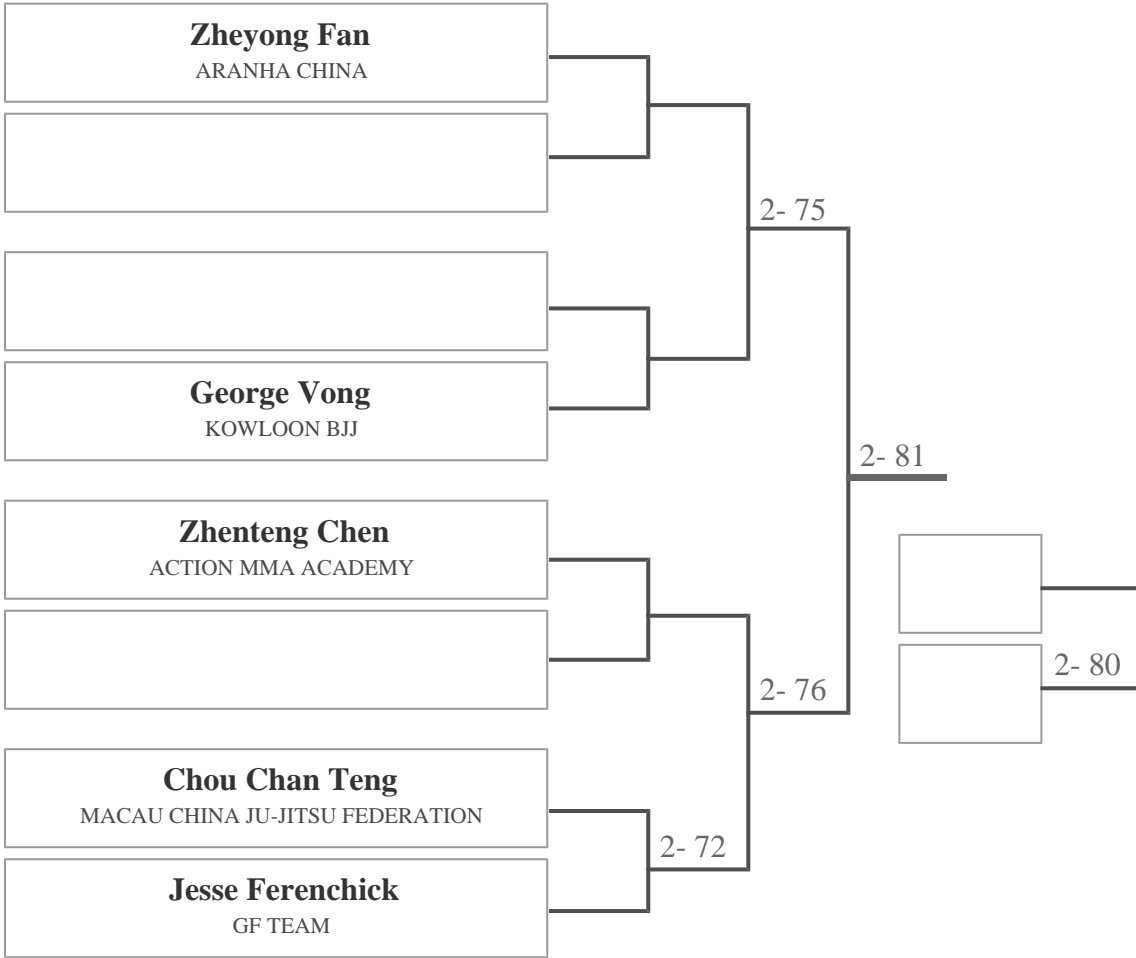 Zheyong Fan
ARANHA CHINA
2- 75
George Vong
KOWLOON BJJ
2- 81
Zhenteng Chen
ACTION MMA ACADEMY
2- 80
2- 76
Chou Chan Teng
MACAU CHINA JU-JITSU FEDERATION
2- 72
Jesse Ferenchick
GF TEAM